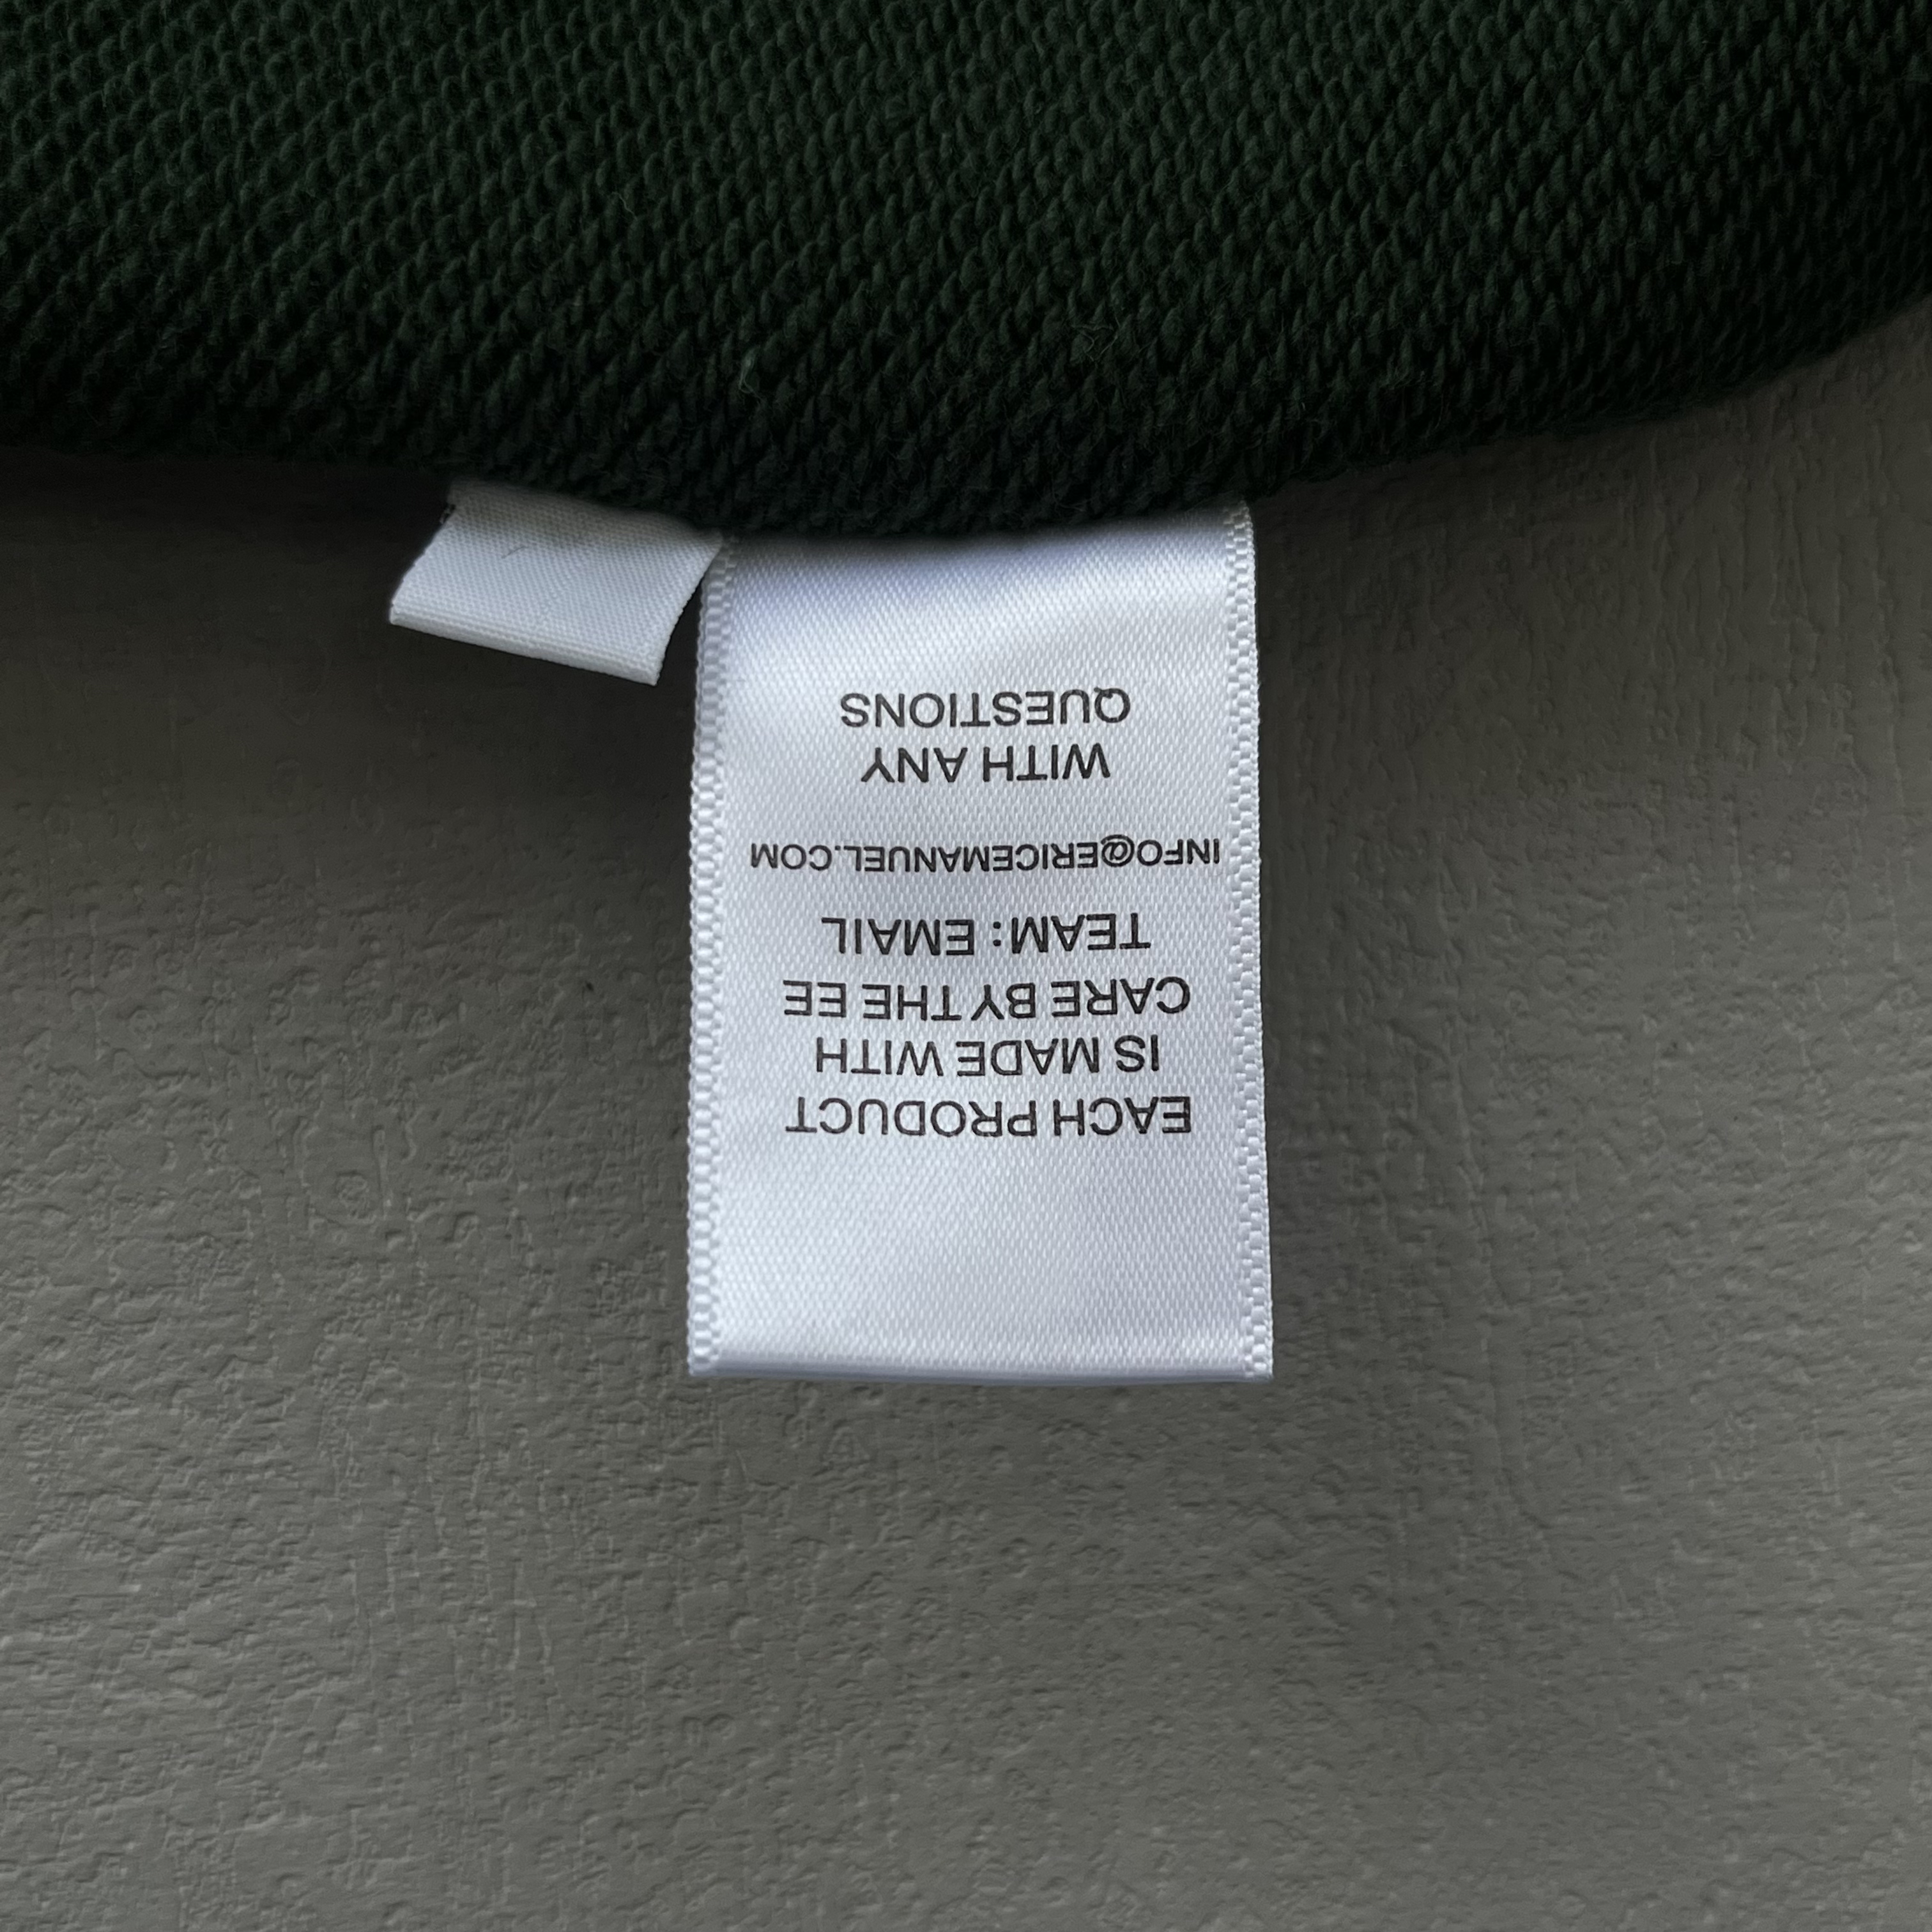 EACH PRODUCT
IS MADE WITH
CARE BY THE EE
TEAM: EMAIL
INFO@ERICEMANUEL.COM
WITH ANY
QUESTIONS